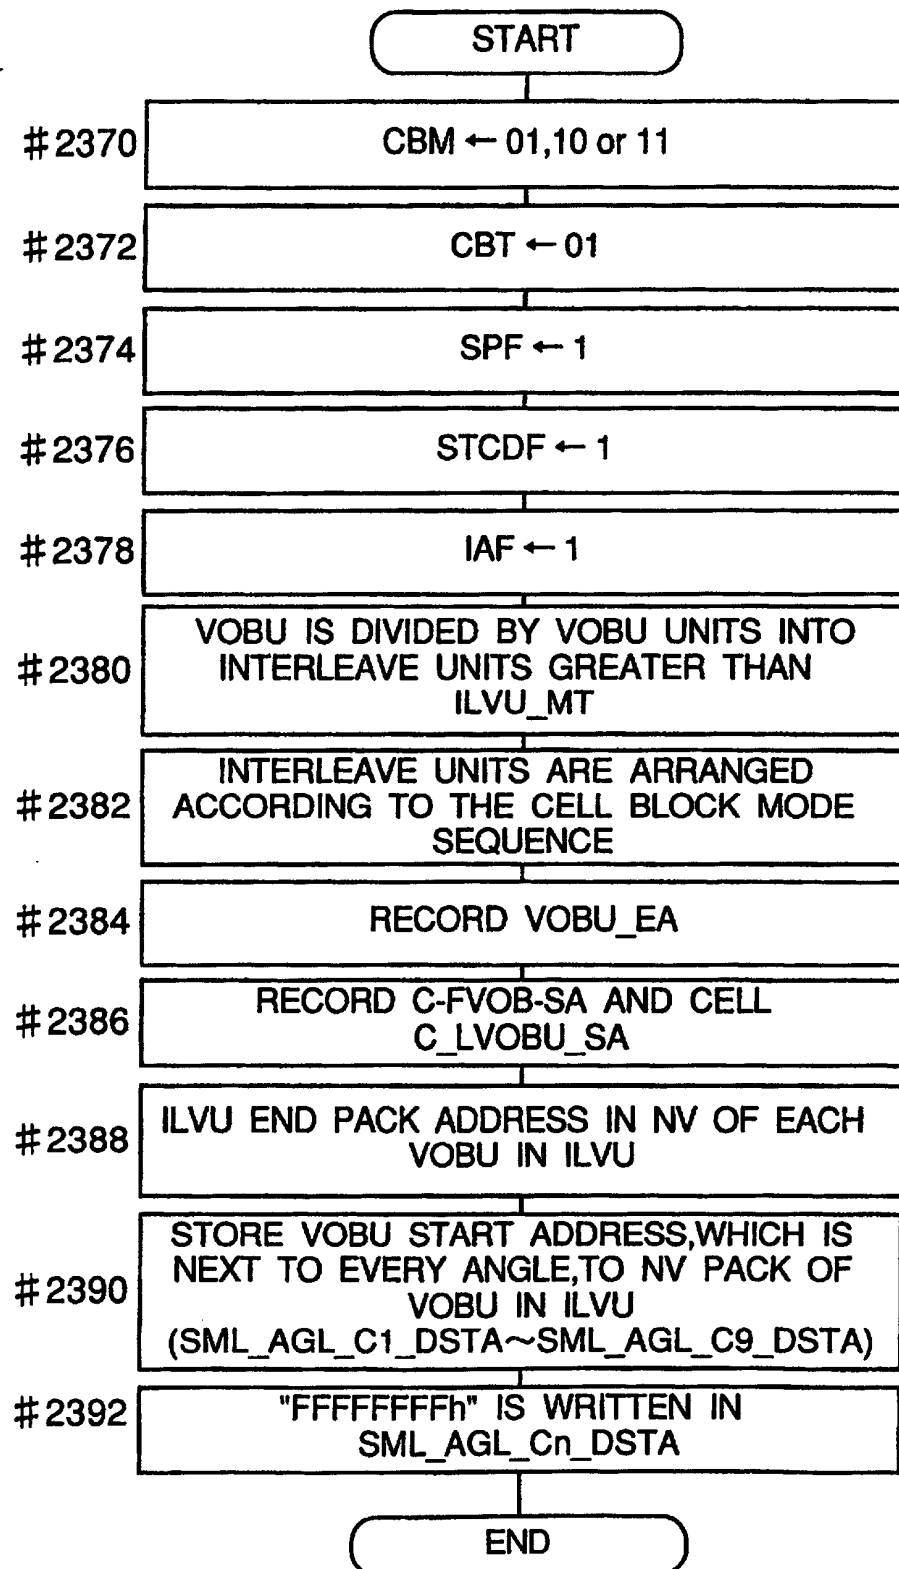 START
#2370
CBM ← 01,10 or 11
#2372
CBT ← 01
#2374
SPF ← 1
#2376
STCDF ← 1
#2378
IAF ← 1
#2380
VOBU IS DIVIDED BY VOBU UNITS INTO
INTERLEAVE UNITS GREATER THAN
ILVU_MT
#2382
INTERLEAVE UNITS ARE ARRANGED
ACCORDING TO THE CELL BLOCK MODE
SEQUENCE
#2384
RECORD VOBU_EA
#2386
RECORD C-FVOB-SA AND CELL
C_LVOBU_SA
#2388
ILVU END PACK ADDRESS IN NV OF EACH
VOBU IN ILVU
#2390
STORE VOBU START ADDRESS,WHICH IS
NEXT TO EVERY ANGLE,TO NV PACK OF
VOBU IN ILVU
(SML_AGL_C1_DSTA~SML_AGL_C9_DSTA)
#2392
"FFFFFFFFh" IS WRITTEN IN
SML_AGL_Cn_DSTA
END